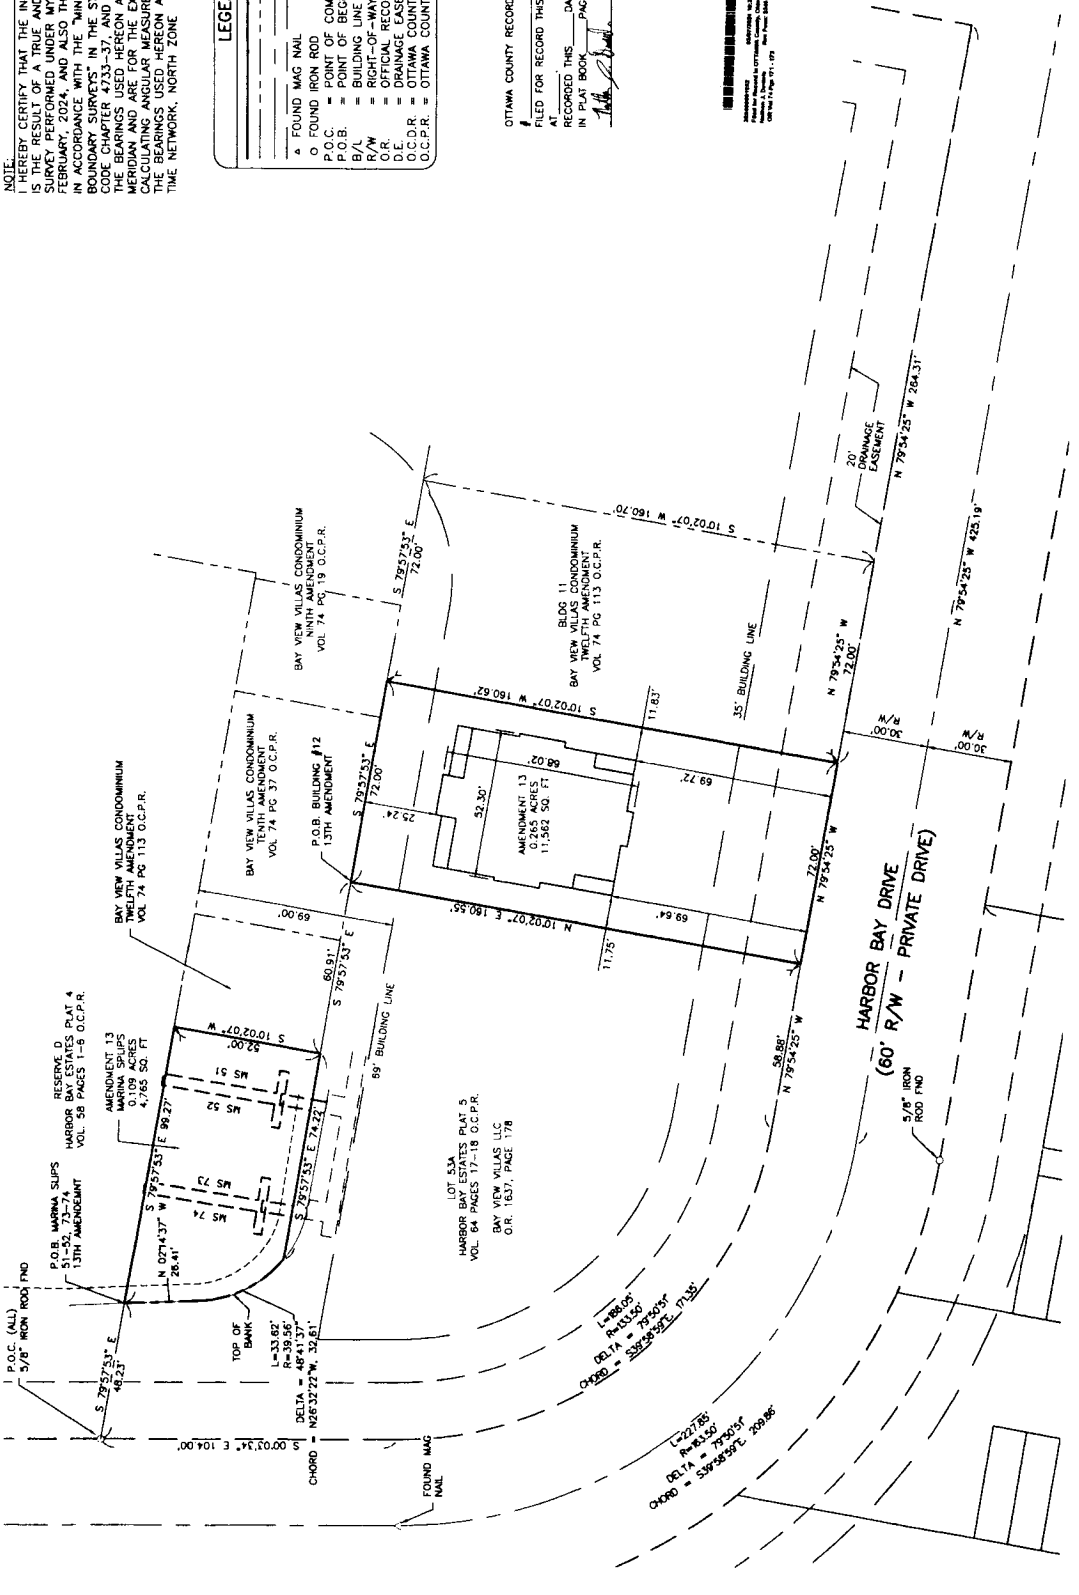 NOTE:
I HEREBY CERTIFY THAT THE IN
IS THE RESULT OF A TRUE AND
SURVEY PERFORMED UNDER MY
FEBRUARY, 2024, AND ALSO TH
IN ACCORDANCE WITH THE "MIN
BOUNDARY SURVEYS" IN THE ST
CODE CHAPTER 4733-37, AND
THE BEARINGS USED HEREON A
MERIDIAN AND ARE FOR THE EX
CALCULATING ANGULAR MEASURE
THE BEARINGS USED HEREON A
TIME NETWORK, NORTH ZONE
LEGE
FOUND MAG NAIL
FOUND IRON ROD
P.O.C. = POINT OF COM
P.O.B. = POINT OF BEG
B/L = BUILDING LINE
R/W = RIGHT-OF-WAY
O.R. = OFFICIAL RECO
D.E. = DRAINAGE EASE
O.C.D.R. = OTTAWA COUNT
O.C.P.R. = OTTAWA COUNT
OTTAWA COUNTY RECORD
FILED FOR RECORD THIS
AT
RECORDED THIS DA
IN PLAT BOOK PAG
P.O.C. (ALL)
5/8" IRON ROD FND
S 79°57'53" E
48.23'
P.O.B. MARINA SLIPS
51-52, 73-74
13TH AMENDEMNT
RESERVE D
HARBOR BAY ESTATES PLAT 4
VOL. 58 PAGES 1-6 O.C.P.R.
AMENDMENT 13
MARINA SPLIPS
0.109 ACRES
4,765 SQ. FT
BAY VIEW VILLAS CONDOMINIUM
TWELFTH AMENDMENT
VOL 74 PG 113 O.C.P.R.
S 79°57'53" E 99.27'
N 02°14'37" W
26.41'
MS 74
MS 73
MS 52
MS 51
S 10°02'07" W
52.00'
S 79°57'53" E 74.22'
TOP OF
BANK
L=33.62'
R=39.56'
DELTA = 48°41'37"
CHORD = N26°32'22"W, 32.61'
S 00°03'34" E 104.00'
FOUND MAG
NAIL
60.91'
S 79°57'53" E
69.00'
69' BUILDING LINE
BAY VIEW VILLAS CONDOMINIUM
TENTH AMENDMENT
VOL 74 PG 37 O.C.P.R.
BAY VIEW VILLAS CONDOMINIUM
NINTH AMENDMENT
VOL 74 PG 19 O.C.P.R.
P.O.B. BUILDING #12
13TH AMENDMENT
S 79°57'53" E
72.00'
S 79°57'53" E
72.00'
25.24'
52.30'
68.02'
AMENDMENT 13
0.265 ACRES
11,562 SQ. FT
N 10°02'07" E 160.55'
S 10°02'07" W 160.62'
S 10°02'07" W 160.70'
11.75'
11.83'
69.64'
69.72'
BLDG 11
BAY VIEW VILLAS CONDOMINIUM
TWELFTH AMENDMENT
VOL 74 PG 113 O.C.P.R.
35' BUILDING LINE
LOT 53A
HARBOR BAY ESTATES PLAT 5
VOL 64 PAGES 17-18 O.C.P.R.
BAY VIEW VILLAS LLC
O.R. 1637, PAGE 178
58.88'
N 79°54'25" W
72.00'
N 79°54'25" W
N 79°54'25" W
72.00'
20'
DRAINAGE
EASEMENT
N 79°54'25" W 264.31'
N 79°54'25" W 425.19'
30.00'
R/W
30.00'
R/W
HARBOR BAY DRIVE
(60' R/W - PRIVATE DRIVE)
5/8" IRON
ROD FND
L=186.05'
R=133.50'
DELTA = 79°50'51"
CHORD = S39°58'59"E, 171.35'
L=227.85'
R=163.50'
DELTA = 79°50'51"
CHORD = S39°58'59"E, 209.86'